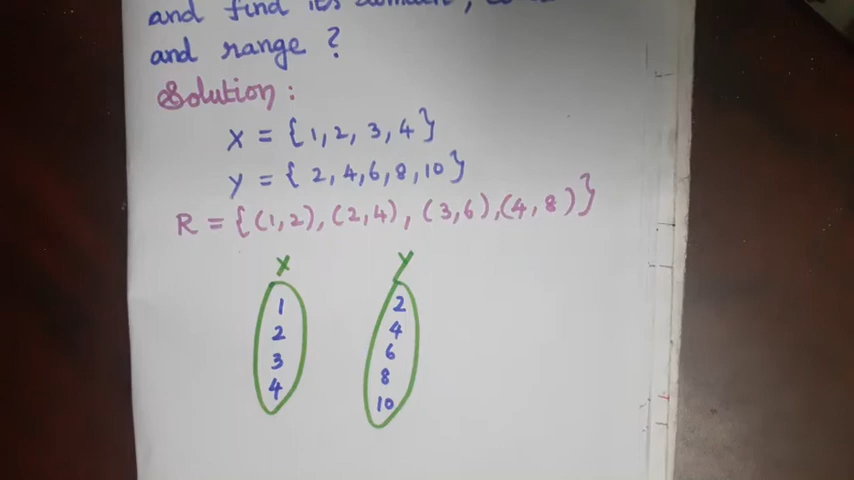 and find its domain,
and range ?
Solution :
X = {1, 2, 3, 4}
Y = { 2, 4, 6, 8, 10}
R = {(1, 2), (2, 4), (3, 6), (4, 8)}
X Y
1 2
2 4
3 6
4 8
10